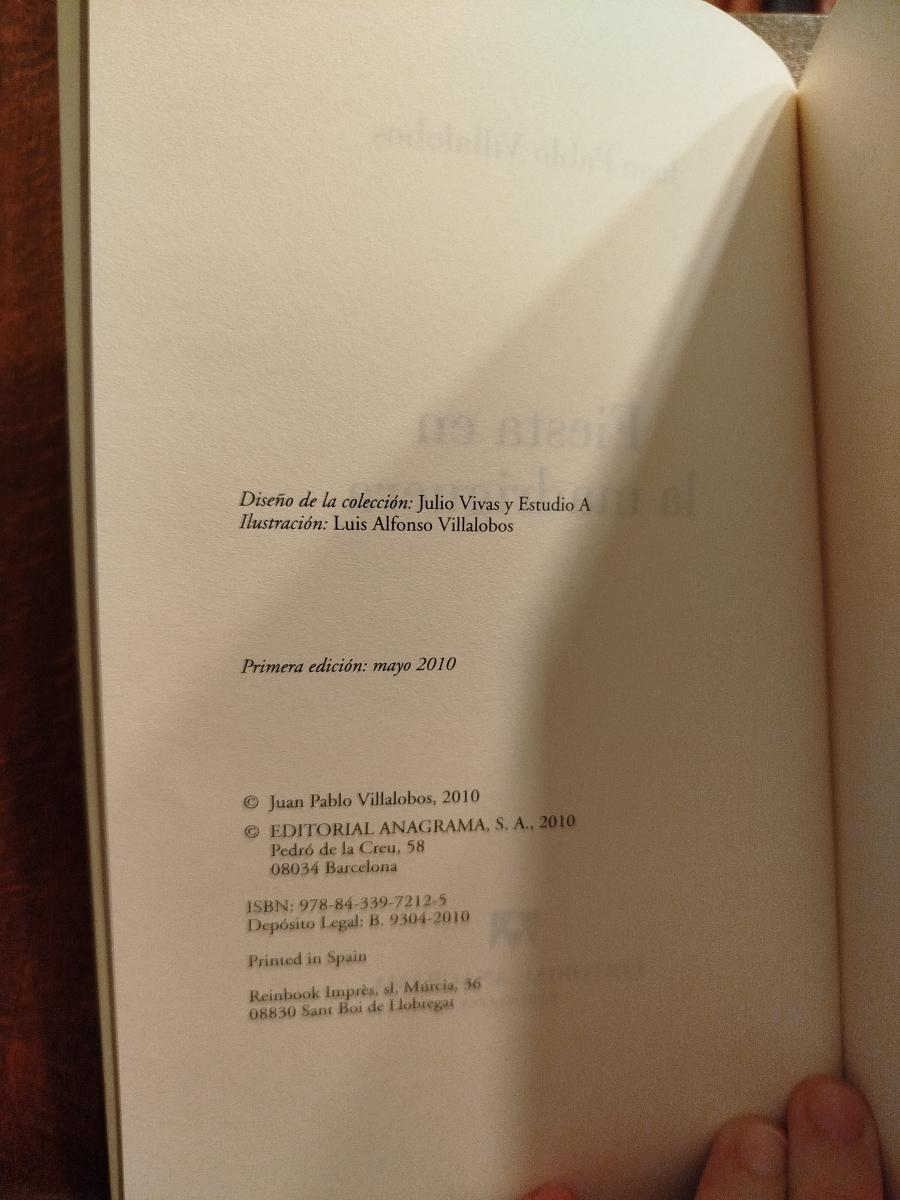 Diseño de la colección: Julio Vivas y Estudio A
Ilustración: Luis Alfonso Villalobos
Primera edición: mayo 2010
© Juan Pablo Villalobos, 2010
© EDITORIAL ANAGRAMA, S. A., 2010
Pedró de la Creu, 58
08034 Barcelona
ISBN: 978-84-339-7212-5
Depósito Legal: B. 9304-2010
Printed in Spain
Reinbook Imprès, sl, Múrcia, 36
08830 Sant Boi de Llobregat